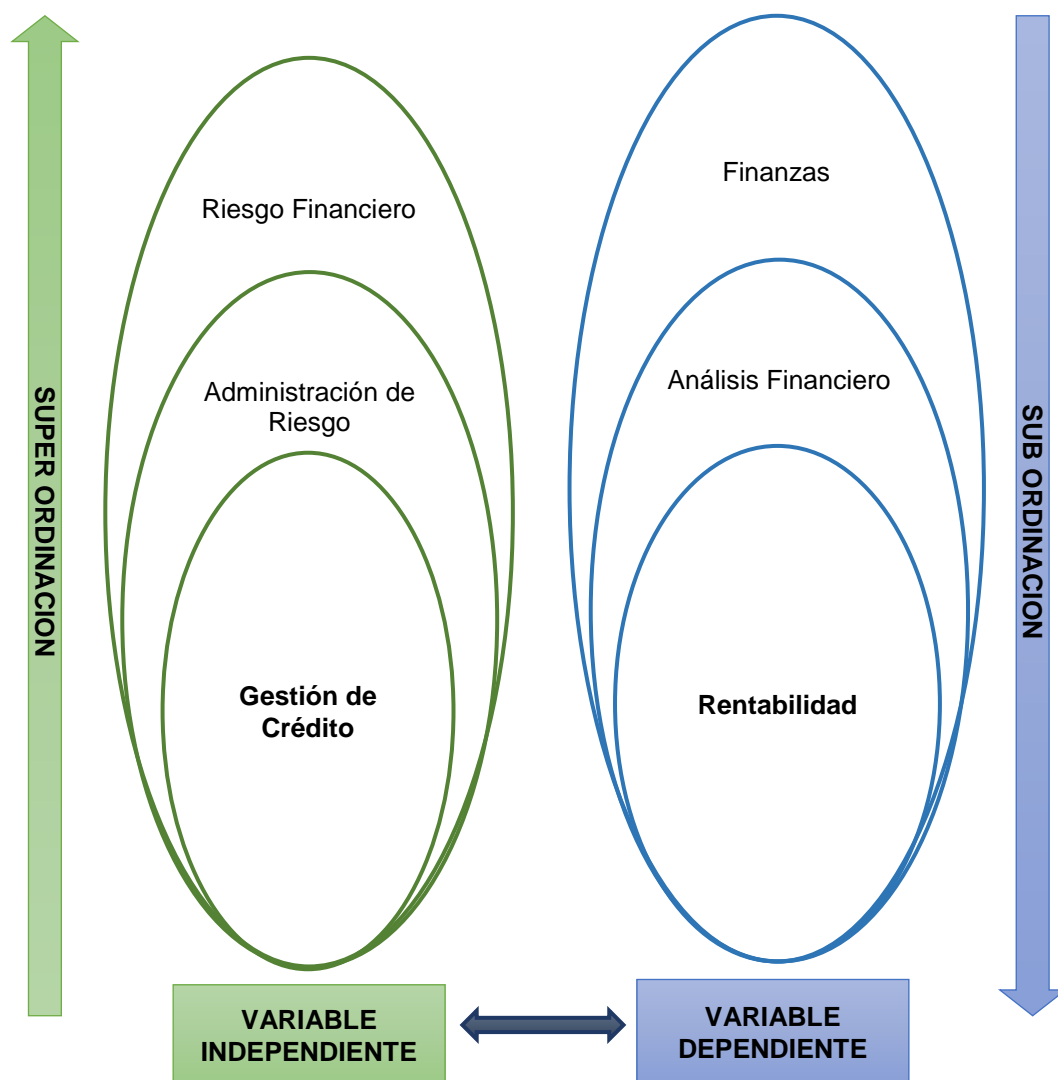 SUPER ORDINACION
Riesgo Financiero
Administración de
Riesgo
Gestión de
Crédito
Finanzas
Análisis Financiero
Rentabilidad
SUB ORDINACION
VARIABLE
INDEPENDIENTE
VARIABLE
DEPENDIENTE